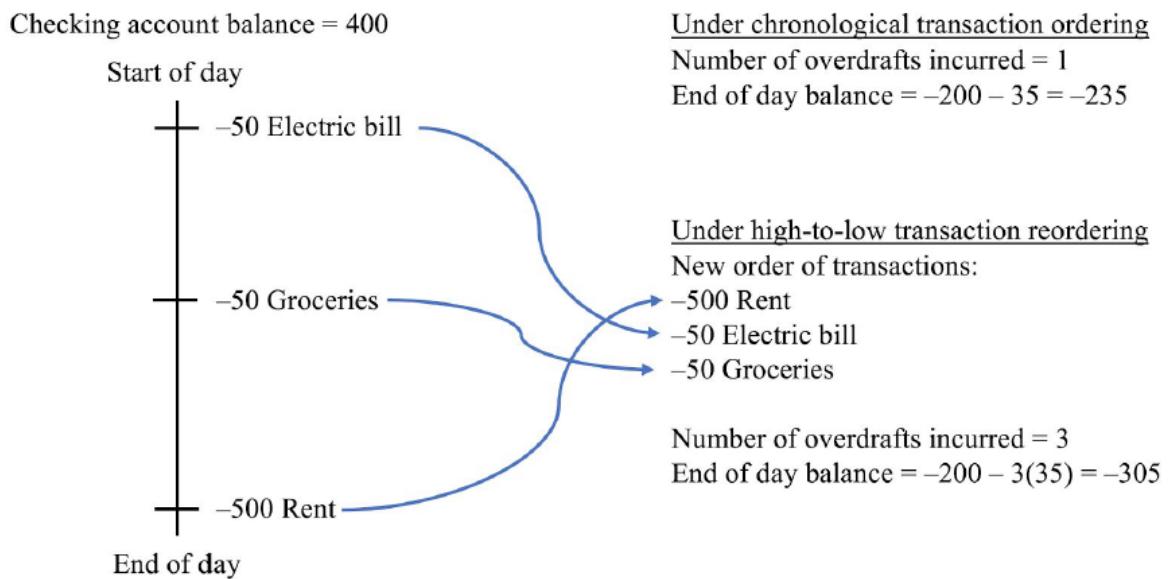 Checking account balance = 400
Start of day
–50 Electric bill
–50 Groceries
–500 Rent
End of day
Under chronological transaction ordering
Number of overdrafts incurred = 1
End of day balance = –200 – 35 = –235
Under high-to-low transaction reordering
New order of transactions:
–500 Rent
–50 Electric bill
–50 Groceries
Number of overdrafts incurred = 3
End of day balance = –200 – 3(35) = –305